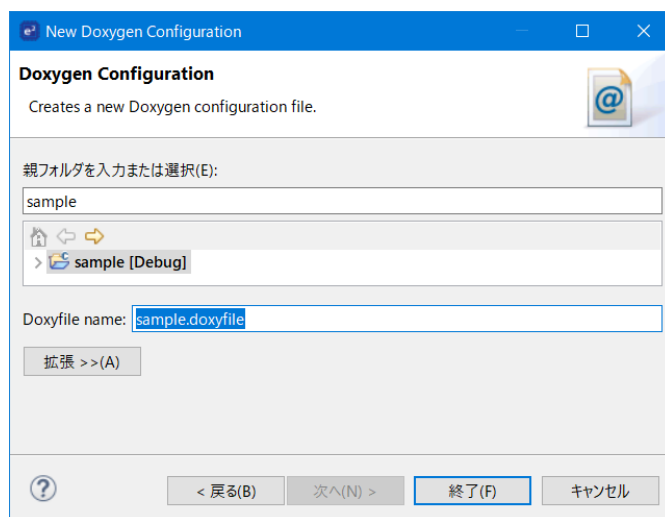 e² New Doxygen Configuration
Doxygen Configuration
Creates a new Doxygen configuration file.
@
親フォルダを入力または選択(E):
sample
sample [Debug]
Doxyfile name: sample.doxyfile
拡張 >>(A)
? < 戻る(B) 次へ(N) > 終了(F) キャンセル